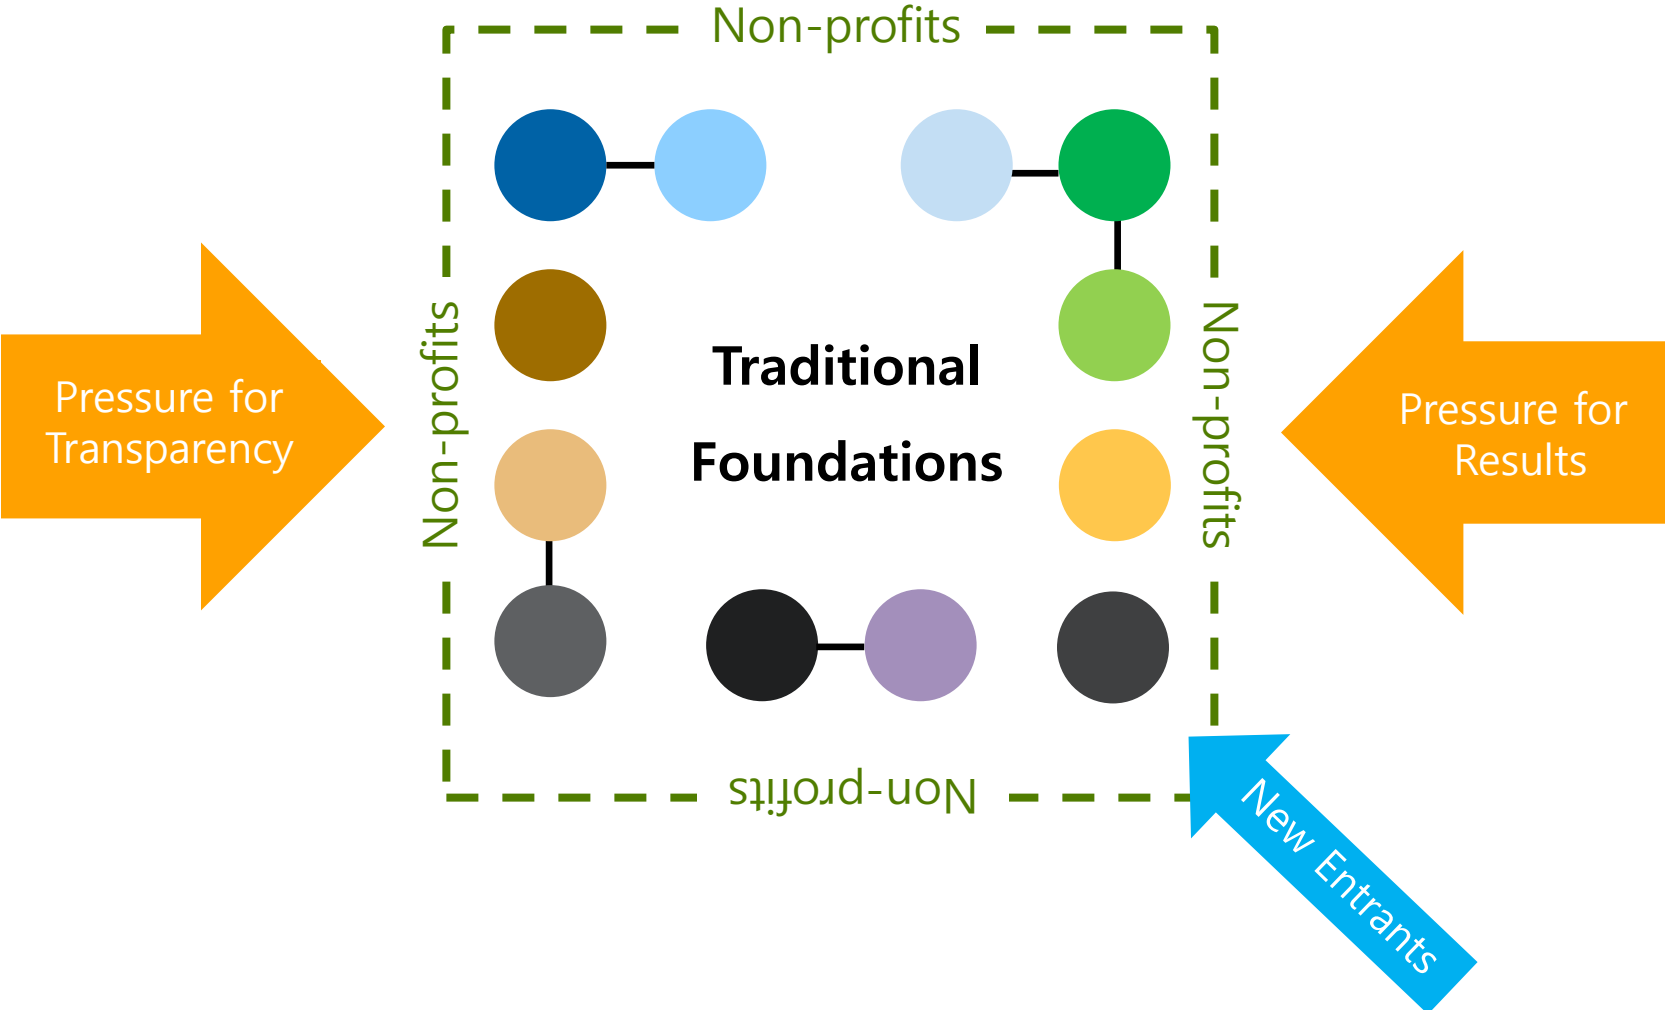 Non-profits
Non-profits
Traditional
Foundations
Non-profits
Pressure for
Transparency
Pressure for
Results
Non-profits
New Entrants